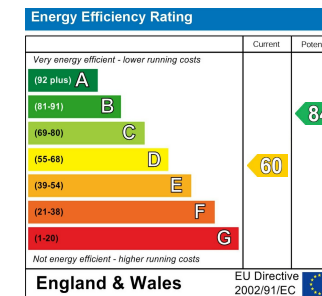 Energy Efficiency Rating
Current
Very energy efficient - lower running costs
(92 plus) A
(81-91) B
84
(69-80) C
(55-68) D
60
(39-54) E
(21-38) F
(1-20) G
Not energy efficient - higher running costs
England & Wales
EU Directive
2002/91/EC